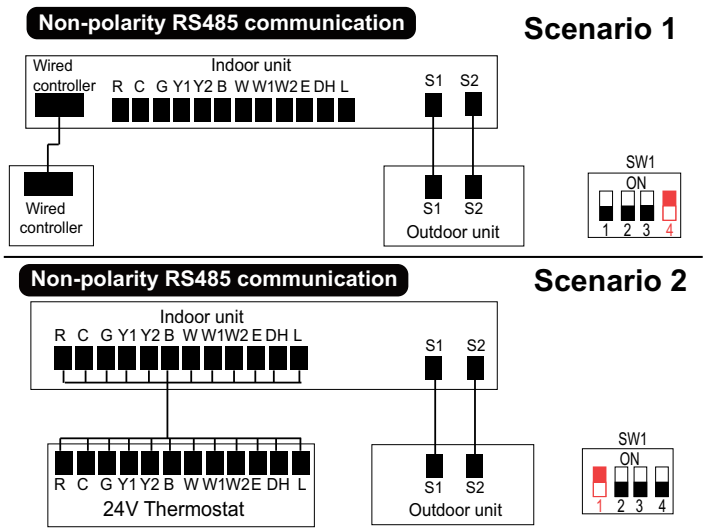 Non-polarity RS485 communication
Scenario 1
Wired
controller
Indoor unit
R C G Y1 Y2 B W W1 W2 E DH L
S1 S2
Wired
controller
S1 S2
Outdoor unit
SW1
ON
1 2 3 4
Non-polarity RS485 communication
Scenario 2
Indoor unit
R C G Y1 Y2 B W W1 W2 E DH L
S1 S2
R C G Y1 Y2 B W W1 W2 E DH L
24V Thermostat
S1 S2
Outdoor unit
SW1
ON
1 2 3 4